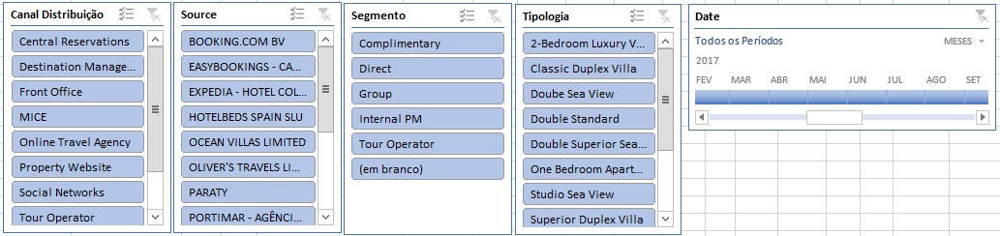 Canal Distribuição
Central Reservations
Destination Manage...
Front Office
MICE
Online Travel Agency
Property Website
Social Networks
Tour Operator
Source
BOOKING.COM BV
EASYBOOKINGS - CA...
EXPEDIA - HOTEL COL...
HOTELBEDS SPAIN SLU
OCEAN VILLAS LIMITED
OLIVER'S TRAVELS LI...
PARATY
PORTIMAR - AGÊNCI...
Segmento
Complimentary
Direct
Group
Internal PM
Tour Operator
(em branco)
Tipologia
2-Bedroom Luxury V...
Classic Duplex Villa
Doube Sea View
Double Standard
Double Superior Sea...
One Bedroom Apart...
Studio Sea View
Superior Duplex Villa
Date
Todos os Períodos MESES
2017
FEV MAR ABR MAI JUN JUL AGO SET